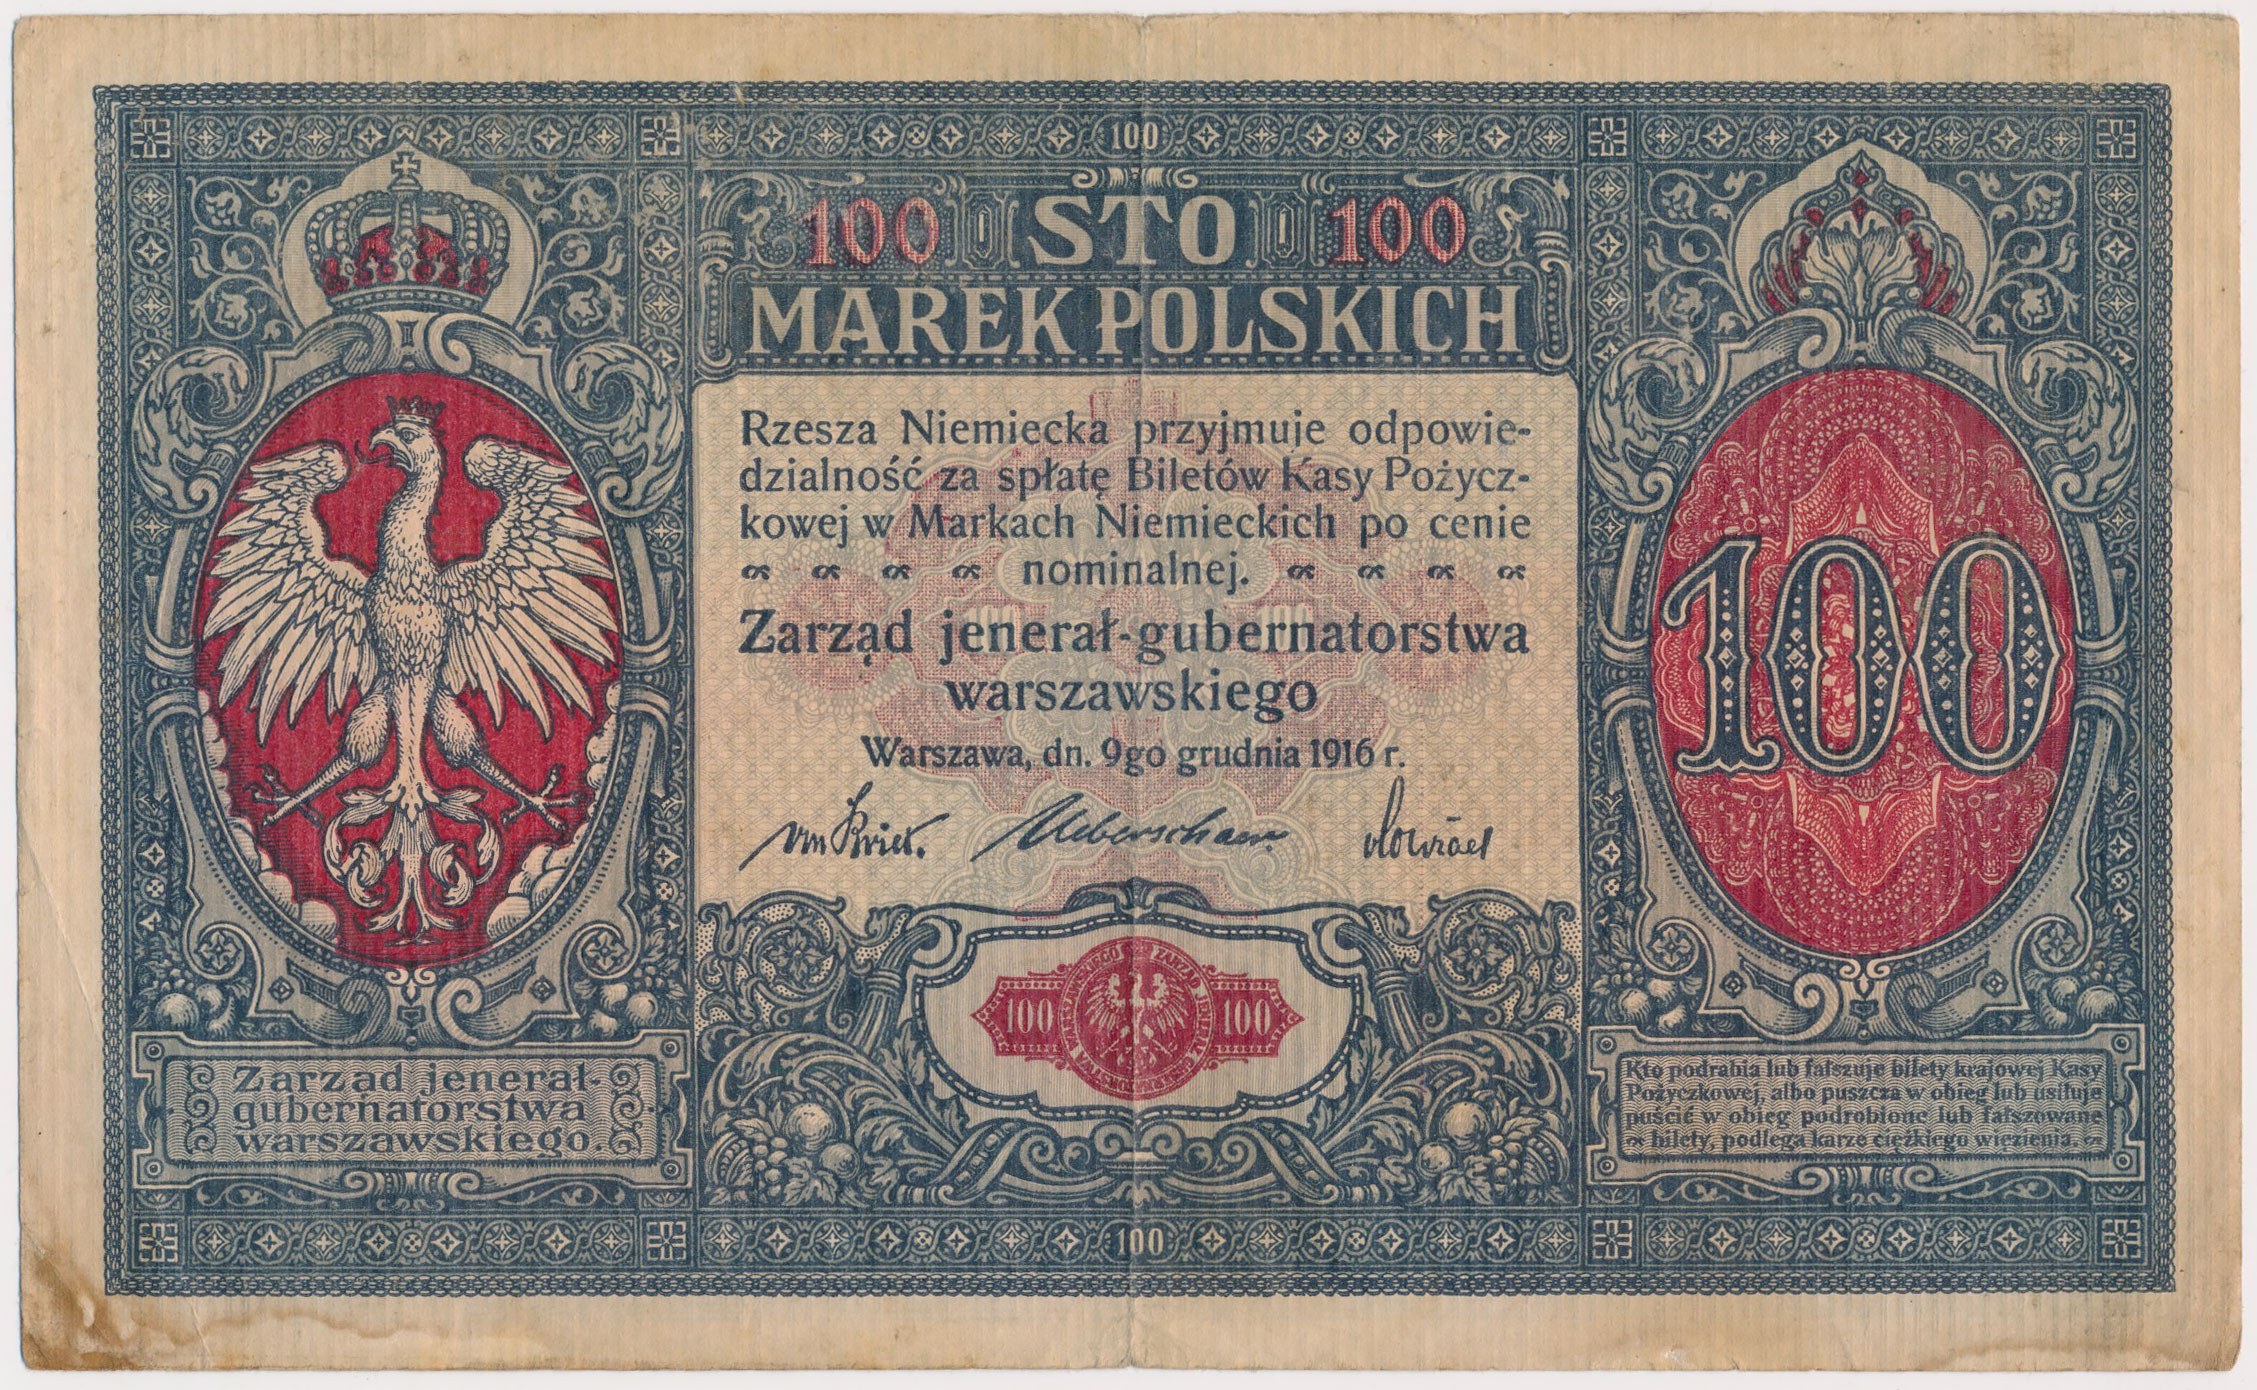 100
100 STO 100
MAREK POLSKICH
Rzesza Niemiecka przyjmuje odpowie-
dzialność za spłatę Biletów Kasy Pożycz-
kowej w Markach Niemieckich po cenie
nominalnej.
Zarząd jenerał-gubernatorstwa
warszawskiego
Warszawa, dn. 9go grudnia 1916 r.
von Kries.
100
100 100
Zarząd jenerał-
gubernatorstwa
warszawskiego.
Kto podrabia lub fałszuje bilety krajowej Kasy
Pożyczkowej, albo puszcza w obieg lub usiłuje
puścić w obieg podrobione lub fałszowane
bilety, podlega karze ciężkiego więzienia.
100